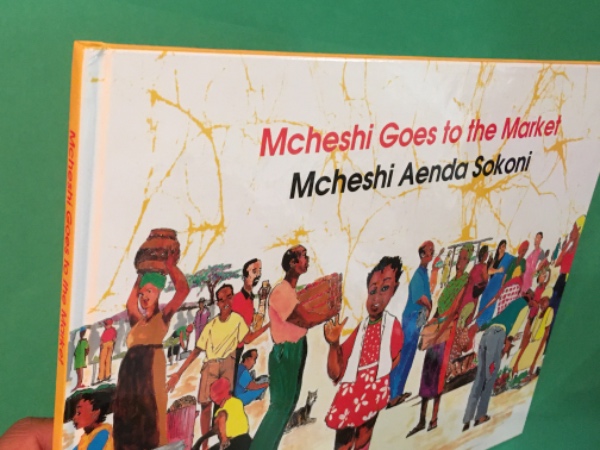 Mcheshi Goes to the Market
Mcheshi Aenda Sokoni
Mcheshi Goes to the Market